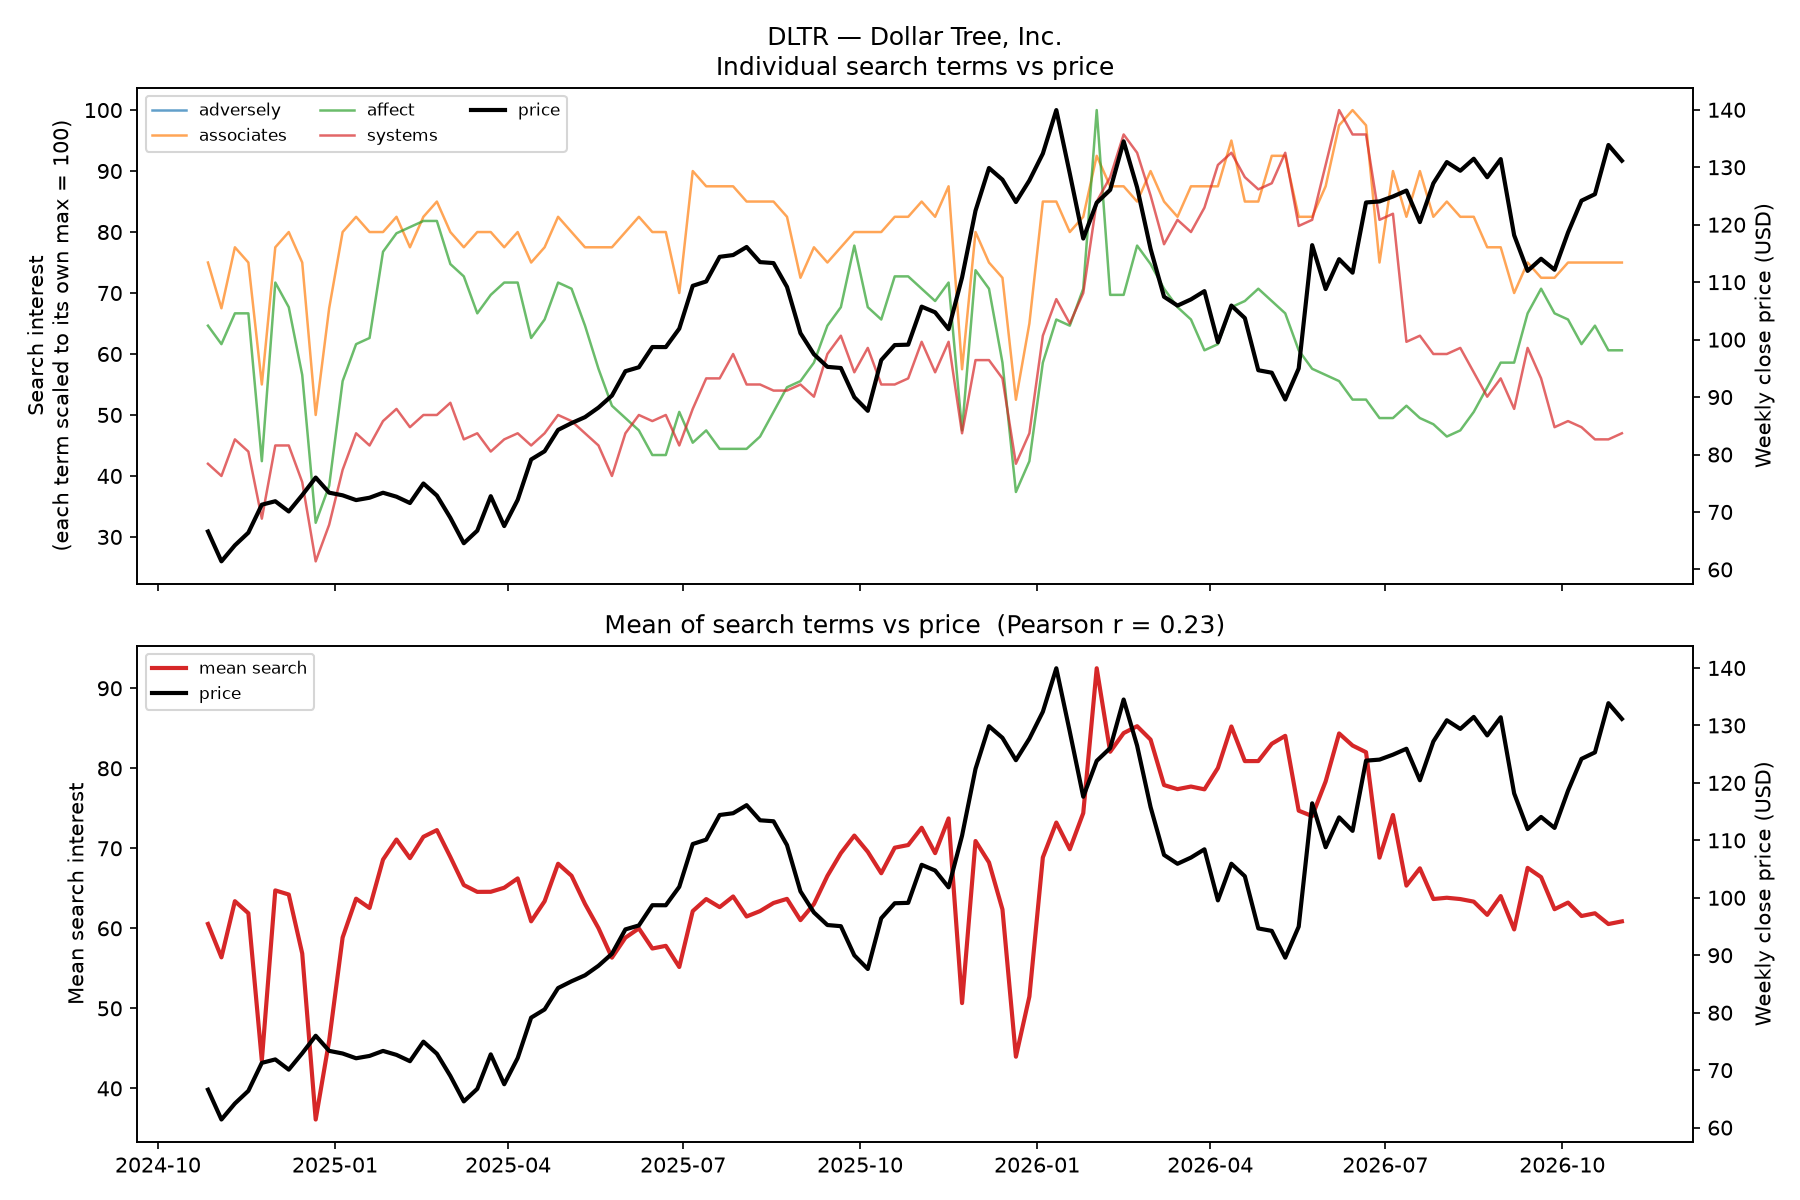 DLTR — Dollar Tree, Inc.
Individual search terms vs price
adversely
associates
affect
systems
price
Search interest
(each term scaled to its own max = 100)
100
90
80
70
60
50
40
30
140
130
120
110
100
90
80
70
60
Weekly close price (USD)
Mean of search terms vs price (Pearson r = 0.23)
mean search
price
Mean search interest
90
80
70
60
50
40
140
130
120
110
100
90
80
70
60
Weekly close price (USD)
2024-10
2025-01
2025-04
2025-07
2025-10
2026-01
2026-04
2026-07
2026-10